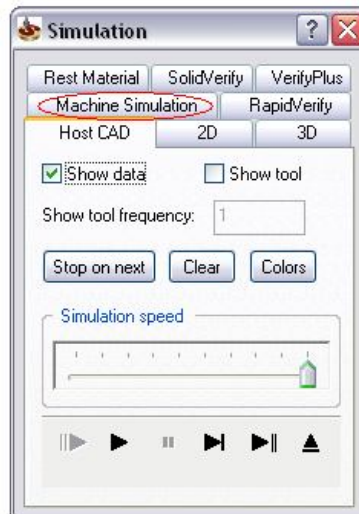 Simulation
Rest Material SolidVerify VerifyPlus
Machine Simulation RapidVerify
Host CAD 2D 3D
Show data Show tool
Show tool frequency: 1
Stop on next Clear Colors
Simulation speed